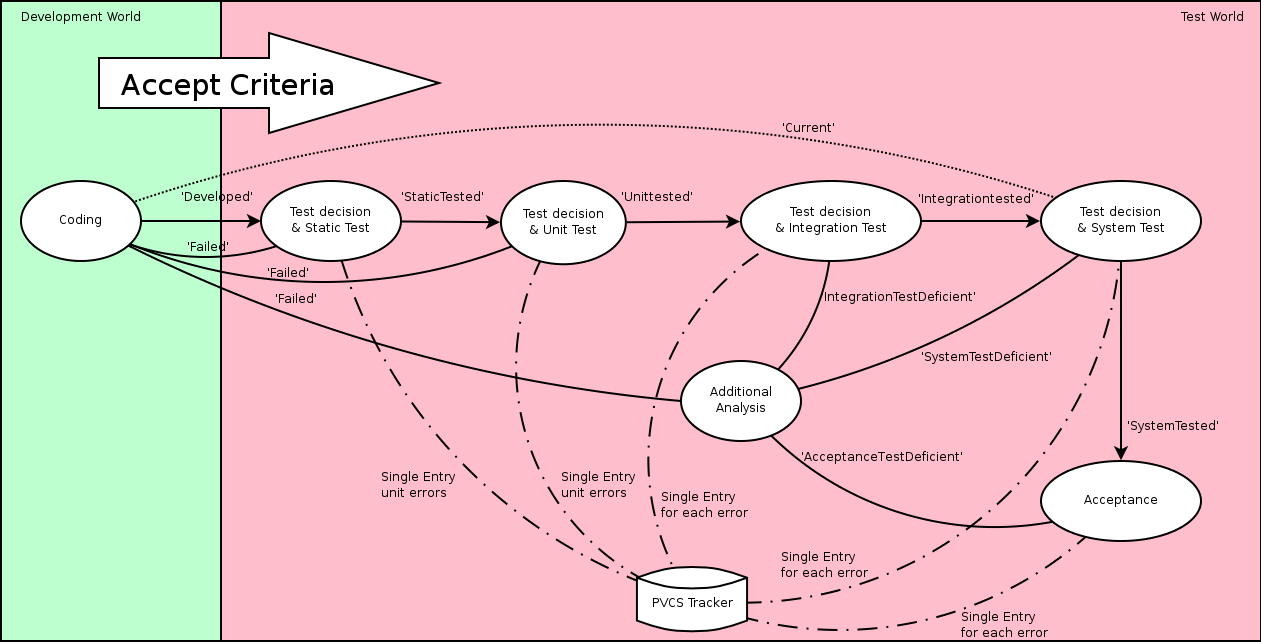 Development World
Test World
Accept Criteria
'Current'
'Developed'
'StaticTested'
'Unittested'
'Integrationtested'
Coding
Test decision
& Static Test
Test decision
& Unit Test
Test decision
& Integration Test
Test decision
& System Test
'Failed'
'Failed'
'Failed'
IntegrationTestDeficient'
'SystemTestDeficient'
Additional
Analysis
'SystemTested'
'AcceptanceTestDeficient'
Single Entry
unit errors
Single Entry
unit errors
Single Entry
for each error
Acceptance
Single Entry
for each error
PVCS Tracker
Single Entry
for each error